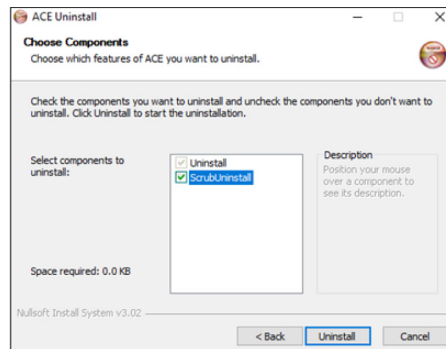 ACE Uninstall
Choose Components
Choose which features of ACE you want to uninstall.
Check the components you want to uninstall and uncheck the components you don't want to
uninstall. Click Uninstall to start the uninstallation.
Select components to
uninstall:
Uninstall
ScrubUninstall
Description
Position your mouse
over a component to
see its description.
Space required: 0.0 KB
Nullsoft Install System v3.02
< Back
Uninstall
Cancel